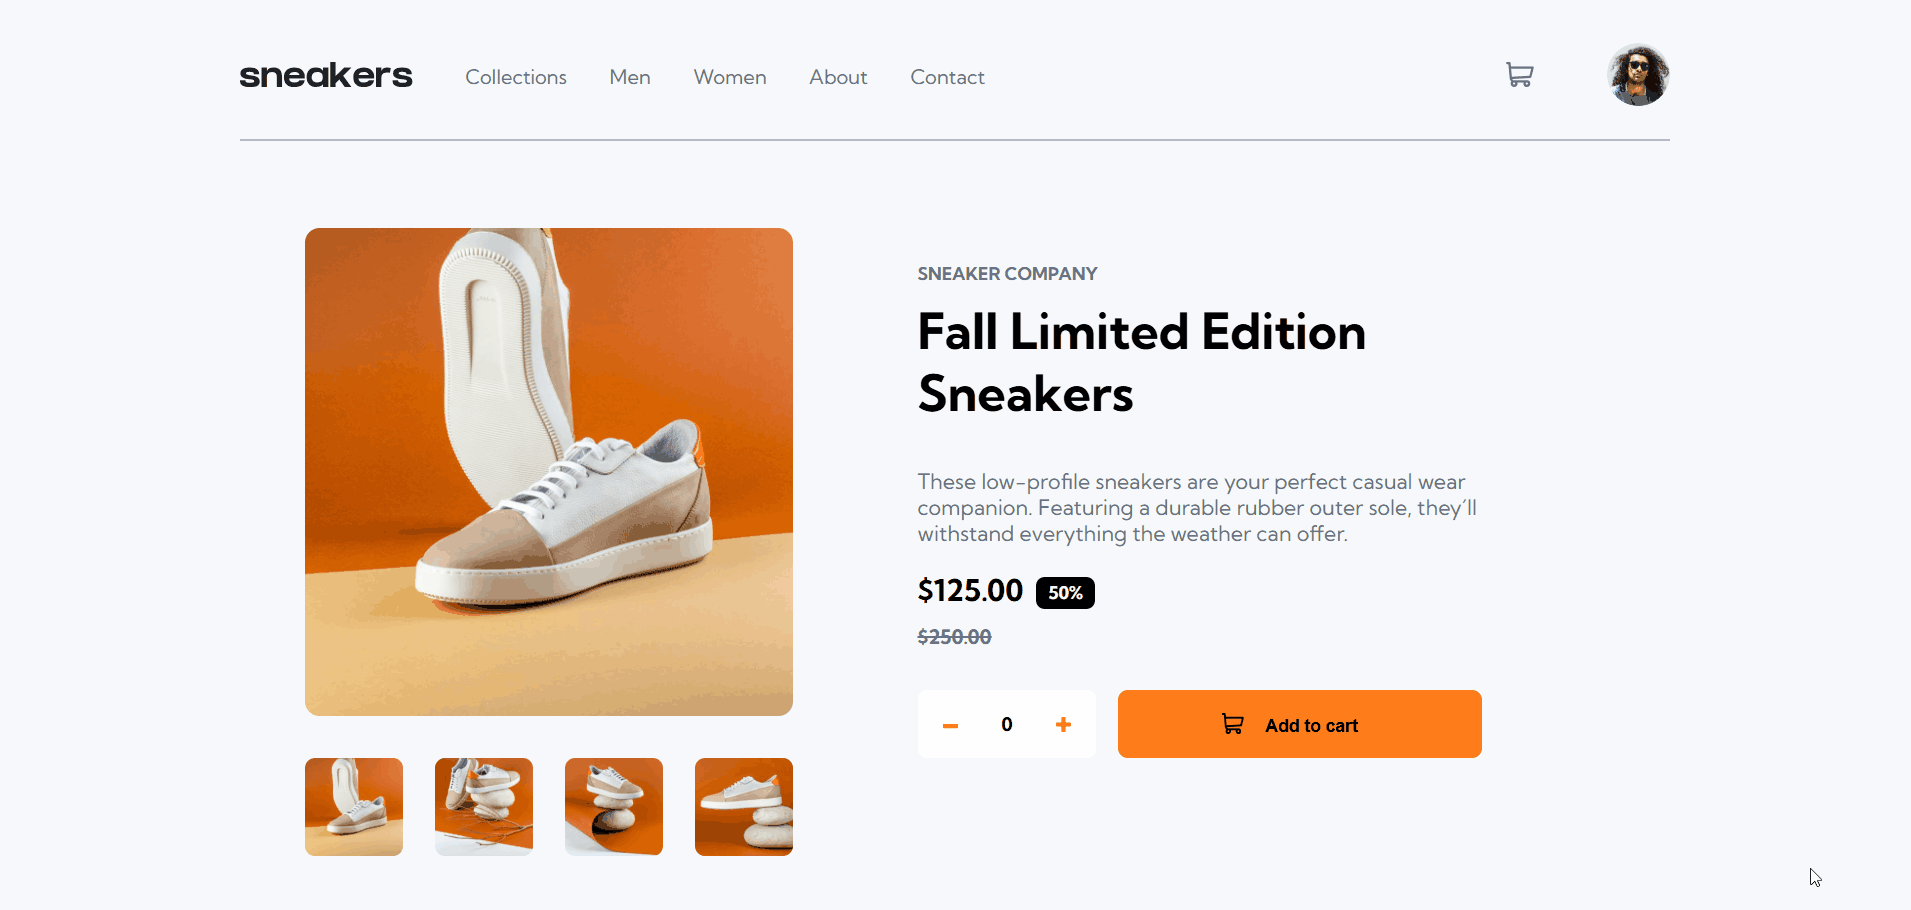 sneakers Collections Men Women About Contact
SNEAKER COMPANY
Fall Limited Edition
Sneakers
These low-profile sneakers are your perfect casual wear
companion. Featuring a durable rubber outer sole, they´ll
withstand everything the weather can offer.
$125.00 50%
$250.00
0 Add to cart